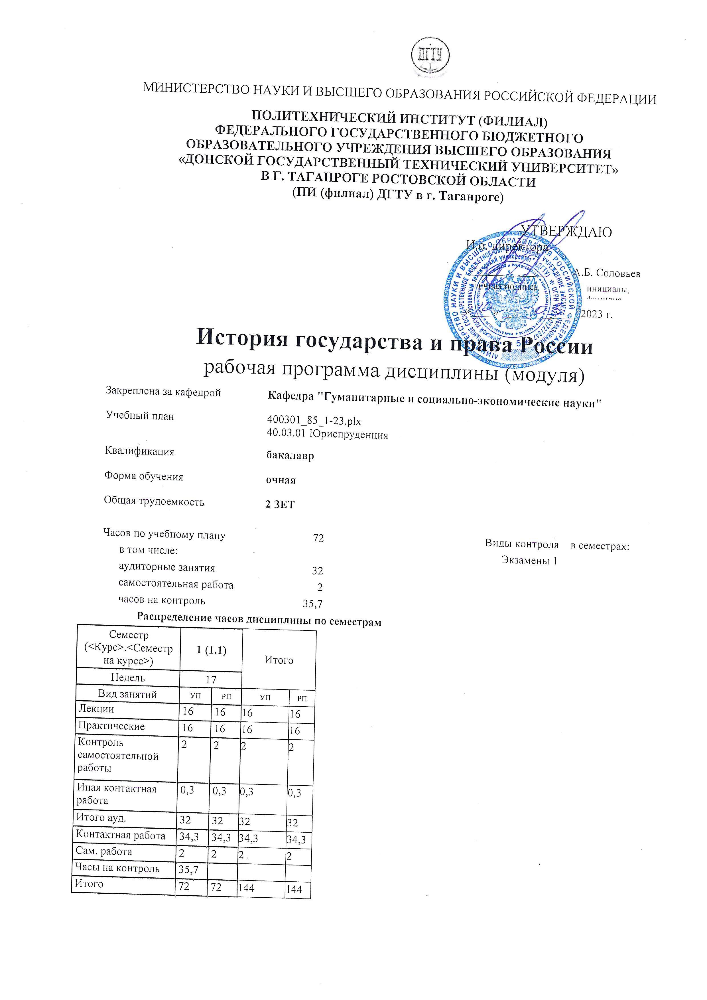 ДГТУ
МИНИСТЕРСТВО НАУКИ И ВЫСШЕГО ОБРАЗОВАНИЯ РОССИЙСКОЙ ФЕДЕРАЦИИ
ПОЛИТЕХНИЧЕСКИЙ ИНСТИТУТ (ФИЛИАЛ)
ФЕДЕРАЛЬНОГО ГОСУДАРСТВЕННОГО БЮДЖЕТНОГО
ОБРАЗОВАТЕЛЬНОГО УЧРЕЖДЕНИЯ ВЫСШЕГО ОБРАЗОВАНИЯ
«ДОНСКОЙ ГОСУДАРСТВЕННЫЙ ТЕХНИЧЕСКИЙ УНИВЕРСИТЕТ»
В Г. ТАГАНРОГЕ РОСТОВСКОЙ ОБЛАСТИ
(ПИ (филиал) ДГТУ в г. Таганроге)
УТВЕРЖДАЮ
И.о. директора
А.Б. Соловьев
личная подпись инициалы,
2023 г.
История государства и права России
рабочая программа дисциплины (модуля)
Закреплена за кафедрой Кафедра "Гуманитарные и социально-экономические науки"
Учебный план 400301_85_1-23.plx
40.03.01 Юриспруденция
Квалификация бакалавр
Форма обучения очная
Общая трудоемкость 2 ЗЕТ
Часов по учебному плану 72 Виды контроля в семестрах:
в том числе: Экзамены 1
аудиторные занятия 32
самостоятельная работа 2
часов на контроль 35,7
Распределение часов дисциплины по семестрам
Семестр
(<Курс>.<Семестр
на курсе>) 1 (1.1) Итого
Недель 17
Вид занятий УП РП УП РП
Лекции 16 16 16 16
Практические 16 16 16 16
Контроль
самостоятельной
работы 2 2 2 2
Иная контактная
работа 0,3 0,3 0,3 0,3
Итого ауд. 32 32 32 32
Контактная работа 34,3 34,3 34,3 34,3
Сам. работа 2 2 2 2
Часы на контроль 35,7
Итого 72 72 144 144